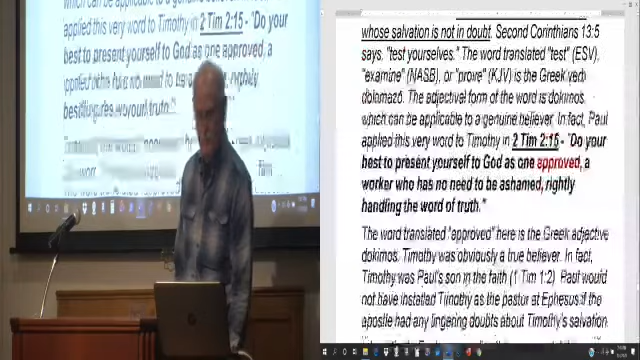 applied this very word to Timothy in 2 Tim 2:15 - "Do your
best to present yourself to God as one approved, a
whose salvation is not in doubt. Second Corinthians 13:5
says, "test yourselves." The word translated "test" (ESV),
"examine" (NASB), or "prove" (KJV) is the Greek verb
The adjectival form of the word is dokimos,
which can be applicable to a genuine believer. In fact, Paul
applied this very word to Timothy in 2 Tim 2:15 - "Do your
best to present yourself to God as one approved, a
worker who has no need to be ashamed, rightly
handling the word of truth."
The word translated "approved" here is the Greek adjective
dokimos. Timothy was obviously a true believer. In fact,
Timothy was Paul's son in the faith (1 Tim 1:2). Paul would
not have installed Timothy as the pastor at Ephesus if the
apostle had any lingering doubts about Timothy's salvation